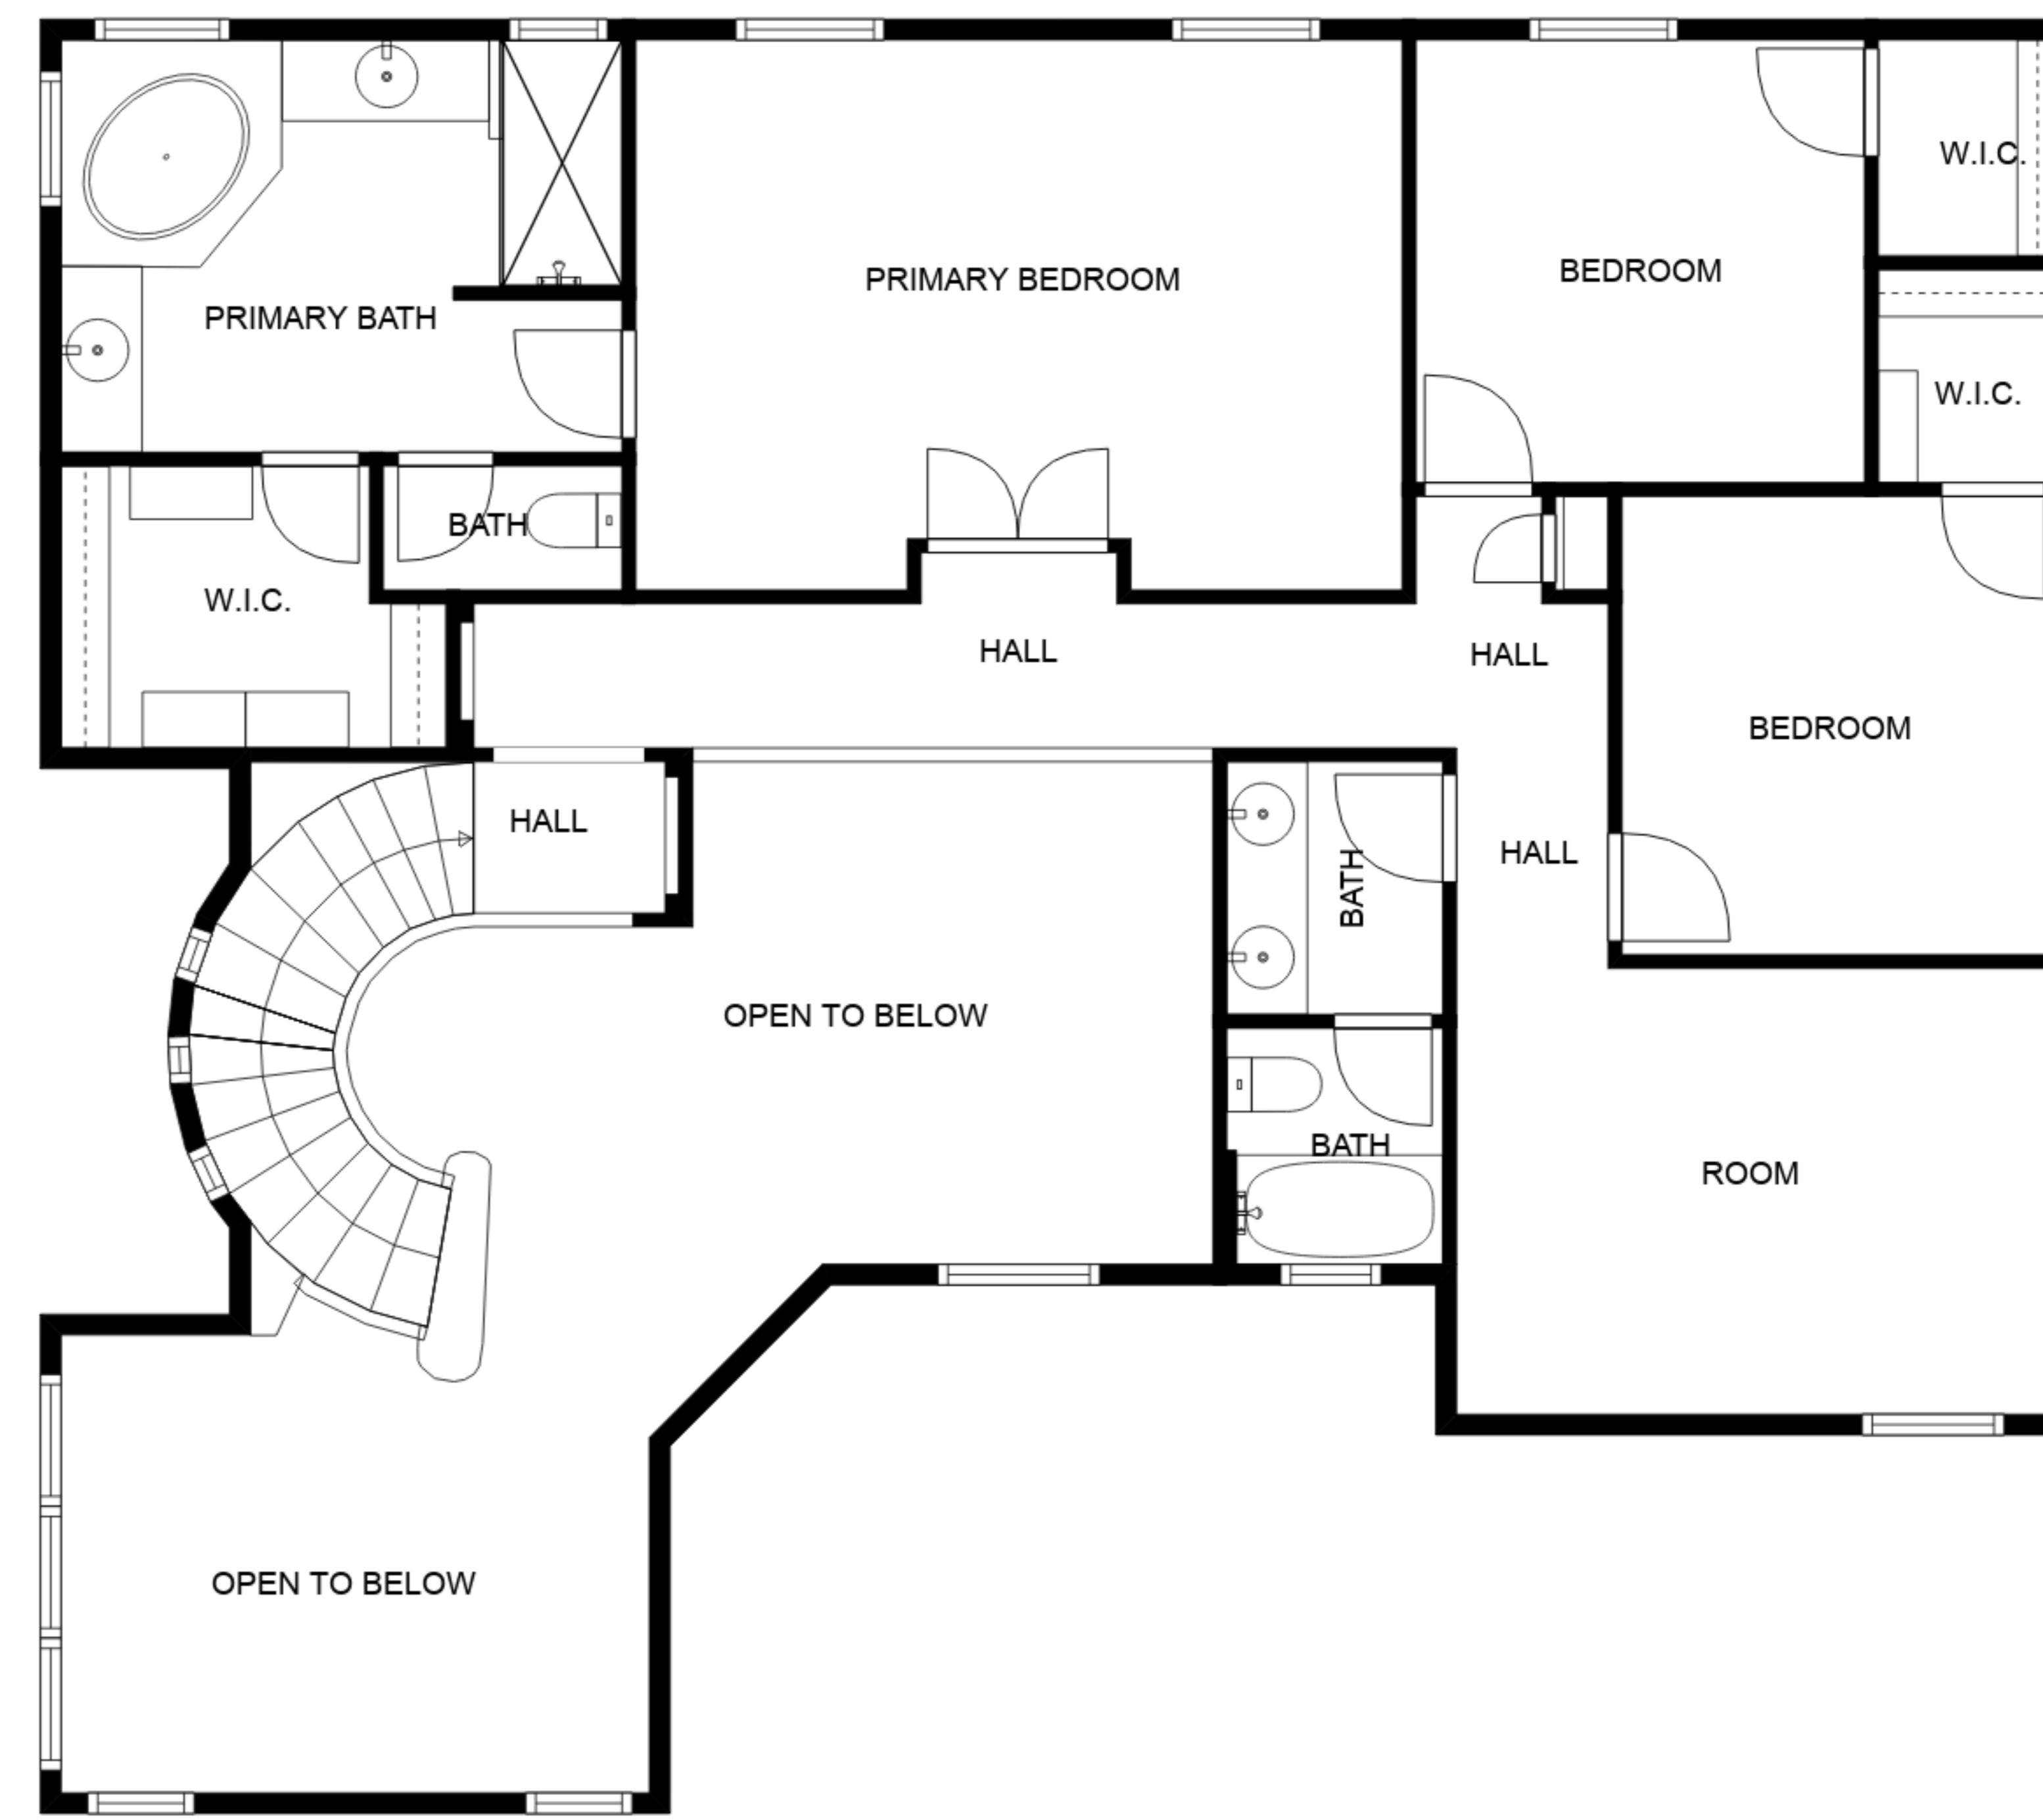 W.I.C.
BEDROOM
PRIMARY BEDROOM
PRIMARY BATH
W.I.C.
BATH
W.I.C.
HALL
HALL
BEDROOM
HALL
HALL
BATH
OPEN TO BELOW
BATH
ROOM
OPEN TO BELOW